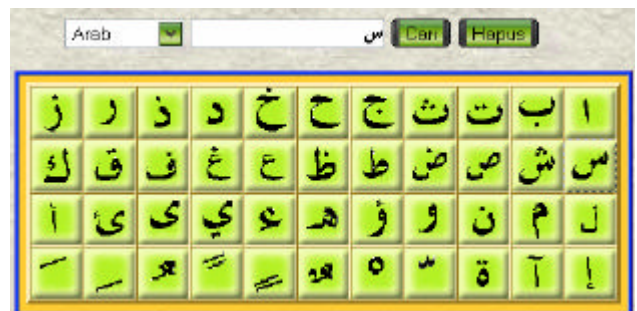 Arab س Cari Hapus
ا ب ت ث ج ح خ د ذ ر ز
س ش ص ض ط ظ ع غ ف ق ك
ل م ن و ؤ هـ ء ي ى ئ أ
إ آ ة ّ ْ ٌ ٍ ً ُ ِ َ